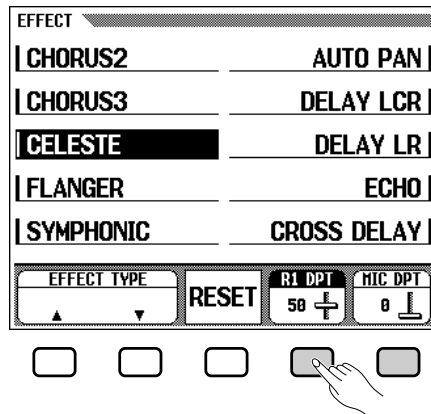 EFFECT
CHORUS2 AUTO PAN
CHORUS3 DELAY LCR
CELESTE DELAY LR
FLANGER ECHO
SYMPHONIC CROSS DELAY
EFFECT TYPE RESET R1 DPT MIC DPT
▲ ▼ 50 0